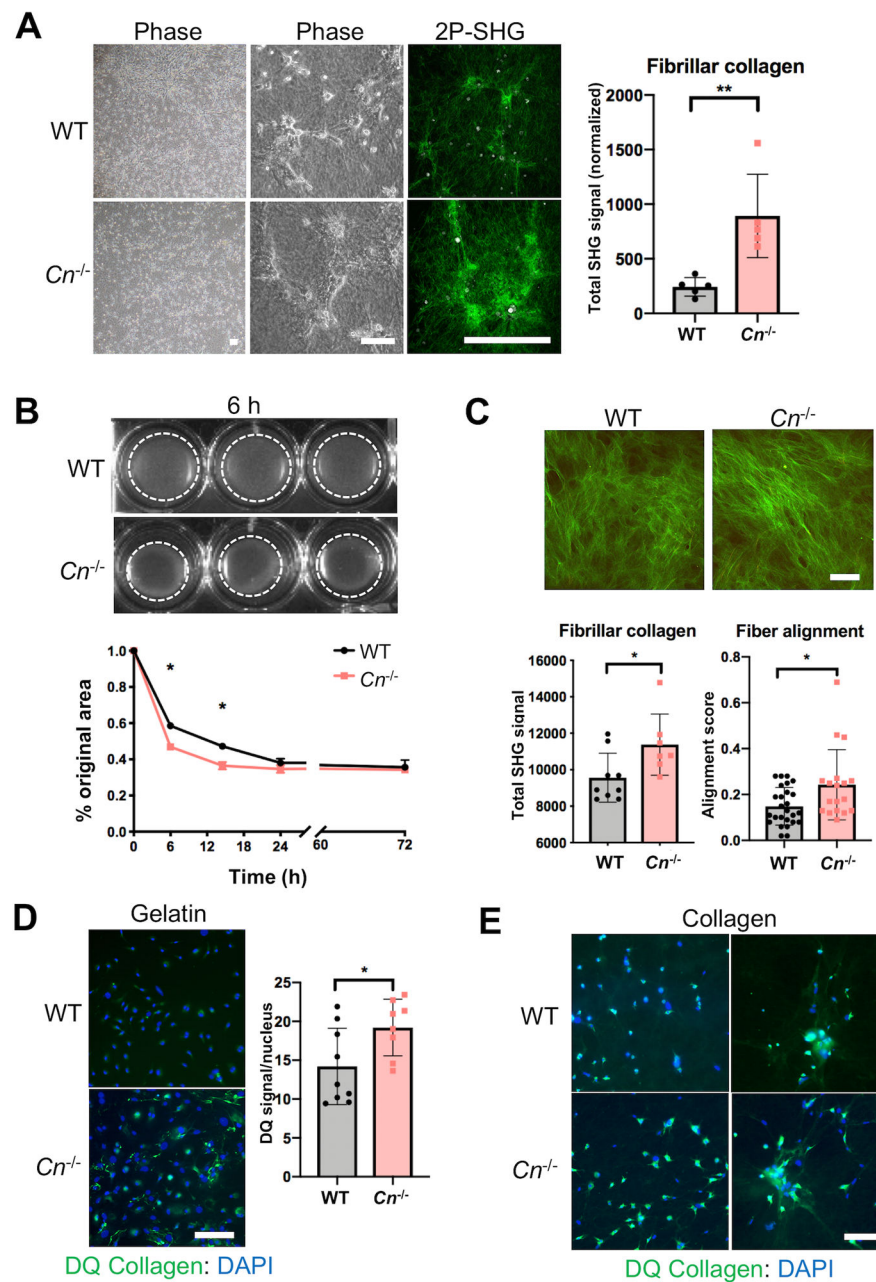 A
Phase
Phase
2P-SHG
WT
Cn-/-
Fibrillar collagen
**
Total SHG signal (normalized)
2000
1500
1000
500
0
WT
Cn-/-
B
6 h
WT
Cn-/-
WT
Cn-/-
*
*
% original area
1.0
0.8
0.6
0.4
0.2
0.0
0
6
12
18
24
60
72
Time (h)
C
WT
Cn-/-
Fibrillar collagen
*
Total SHG signal
16000
14000
12000
10000
8000
6000
WT
Cn-/-
Fiber alignment
*
Alignment score
0.8
0.6
0.4
0.2
0.0
WT
Cn-/-
D
Gelatin
WT
Cn-/-
DQ Collagen: DAPI
*
DQ signal/nucleus
25
20
15
10
5
0
WT
Cn-/-
E
Collagen
WT
Cn-/-
DQ Collagen: DAPI